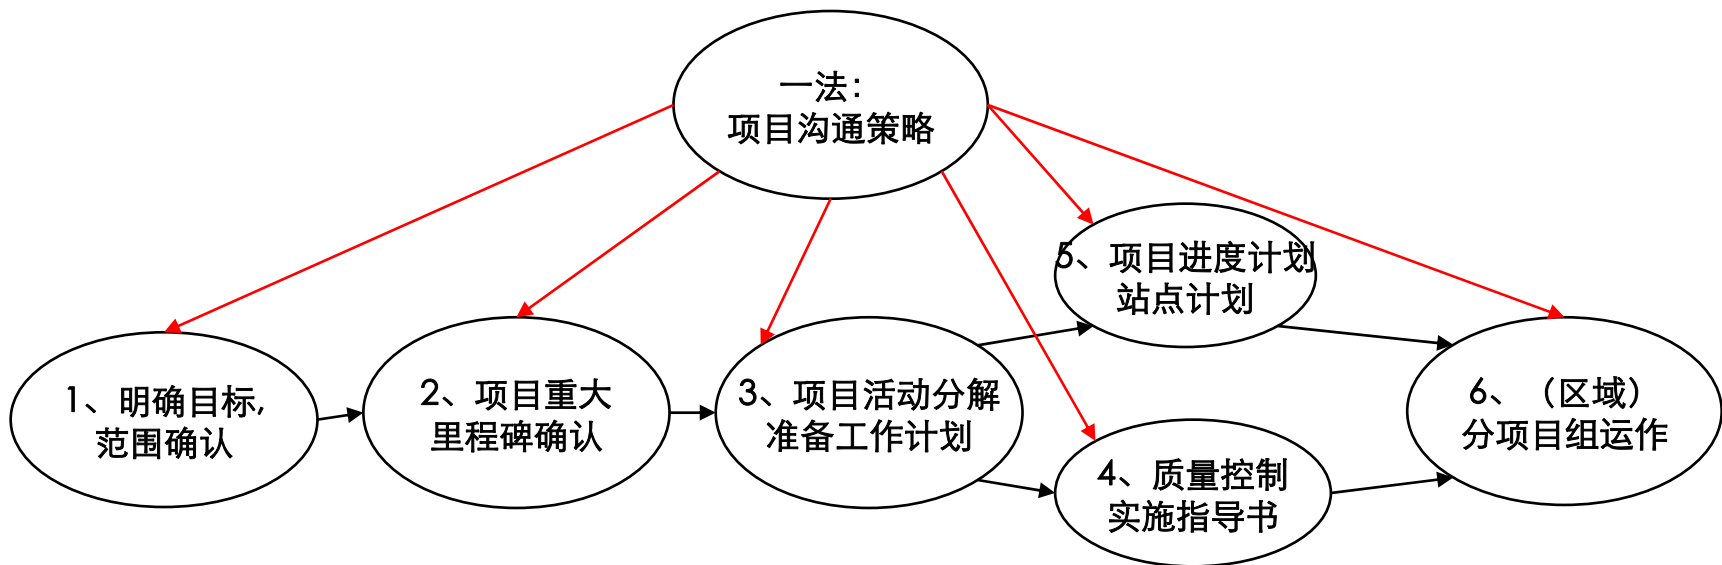 一法：
项目沟通策略
5、项目进度计划
站点计划
1、明确目标,
范围确认
2、项目重大
里程碑确认
3、项目活动分解
准备工作计划
4、质量控制
实施指导书
6、（区域）
分项目组运作